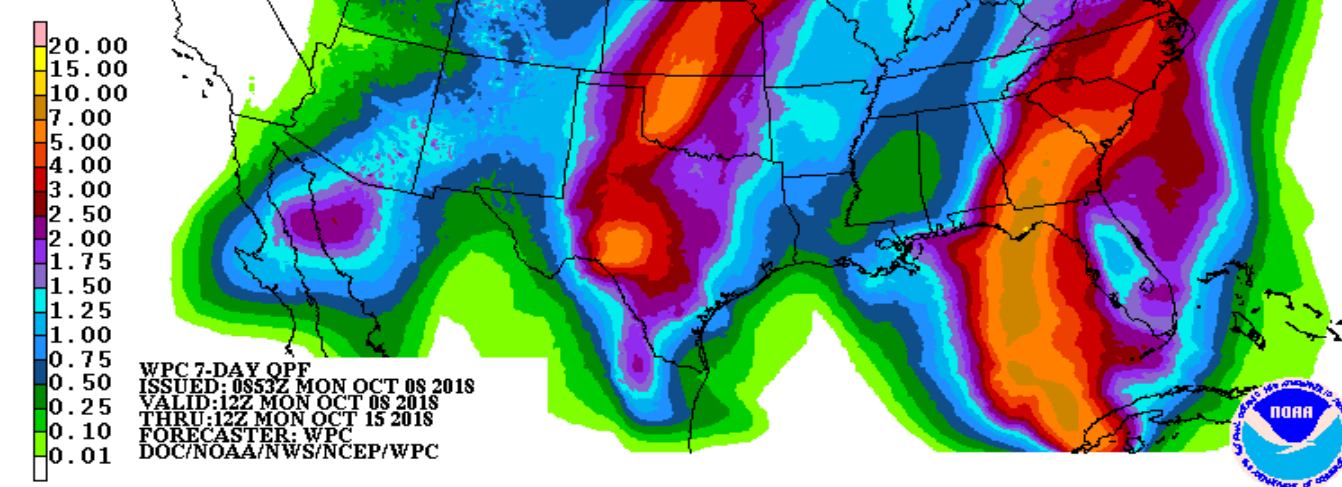 20.00
15.00
10.00
7.00
5.00
4.00
3.00
2.50
2.00
1.75
1.50
1.25
1.00
0.75
0.50
0.25
0.10
0.01
WPC 7-DAY QPF
ISSUED: 0853Z MON OCT 08 2018
VALID:12Z MON OCT 08 2018
THRU:12Z MON OCT 15 2018
FORECASTER: WPC
DOC/NOAA/NWS/NCEP/WPC
NOAA